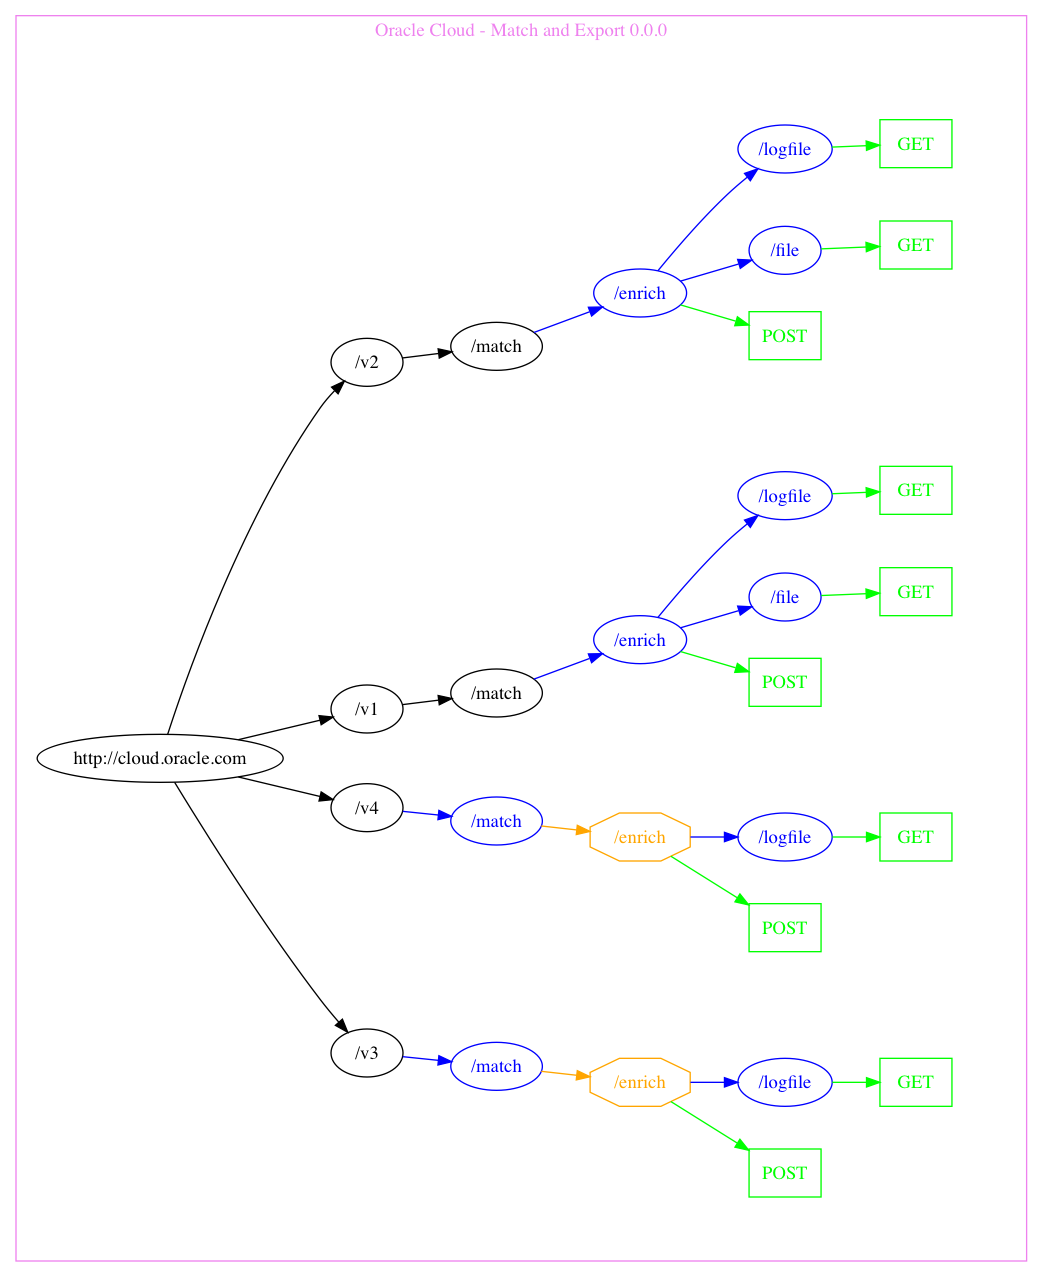 Oracle Cloud - Match and Export 0.0.0
/logfile
GET
/file
GET
/enrich
POST
/match
/v2
/logfile
GET
/file
GET
/enrich
POST
/match
/v1
http://cloud.oracle.com
/v4
/match
/enrich
/logfile
GET
POST
/v3
/match
/enrich
/logfile
GET
POST